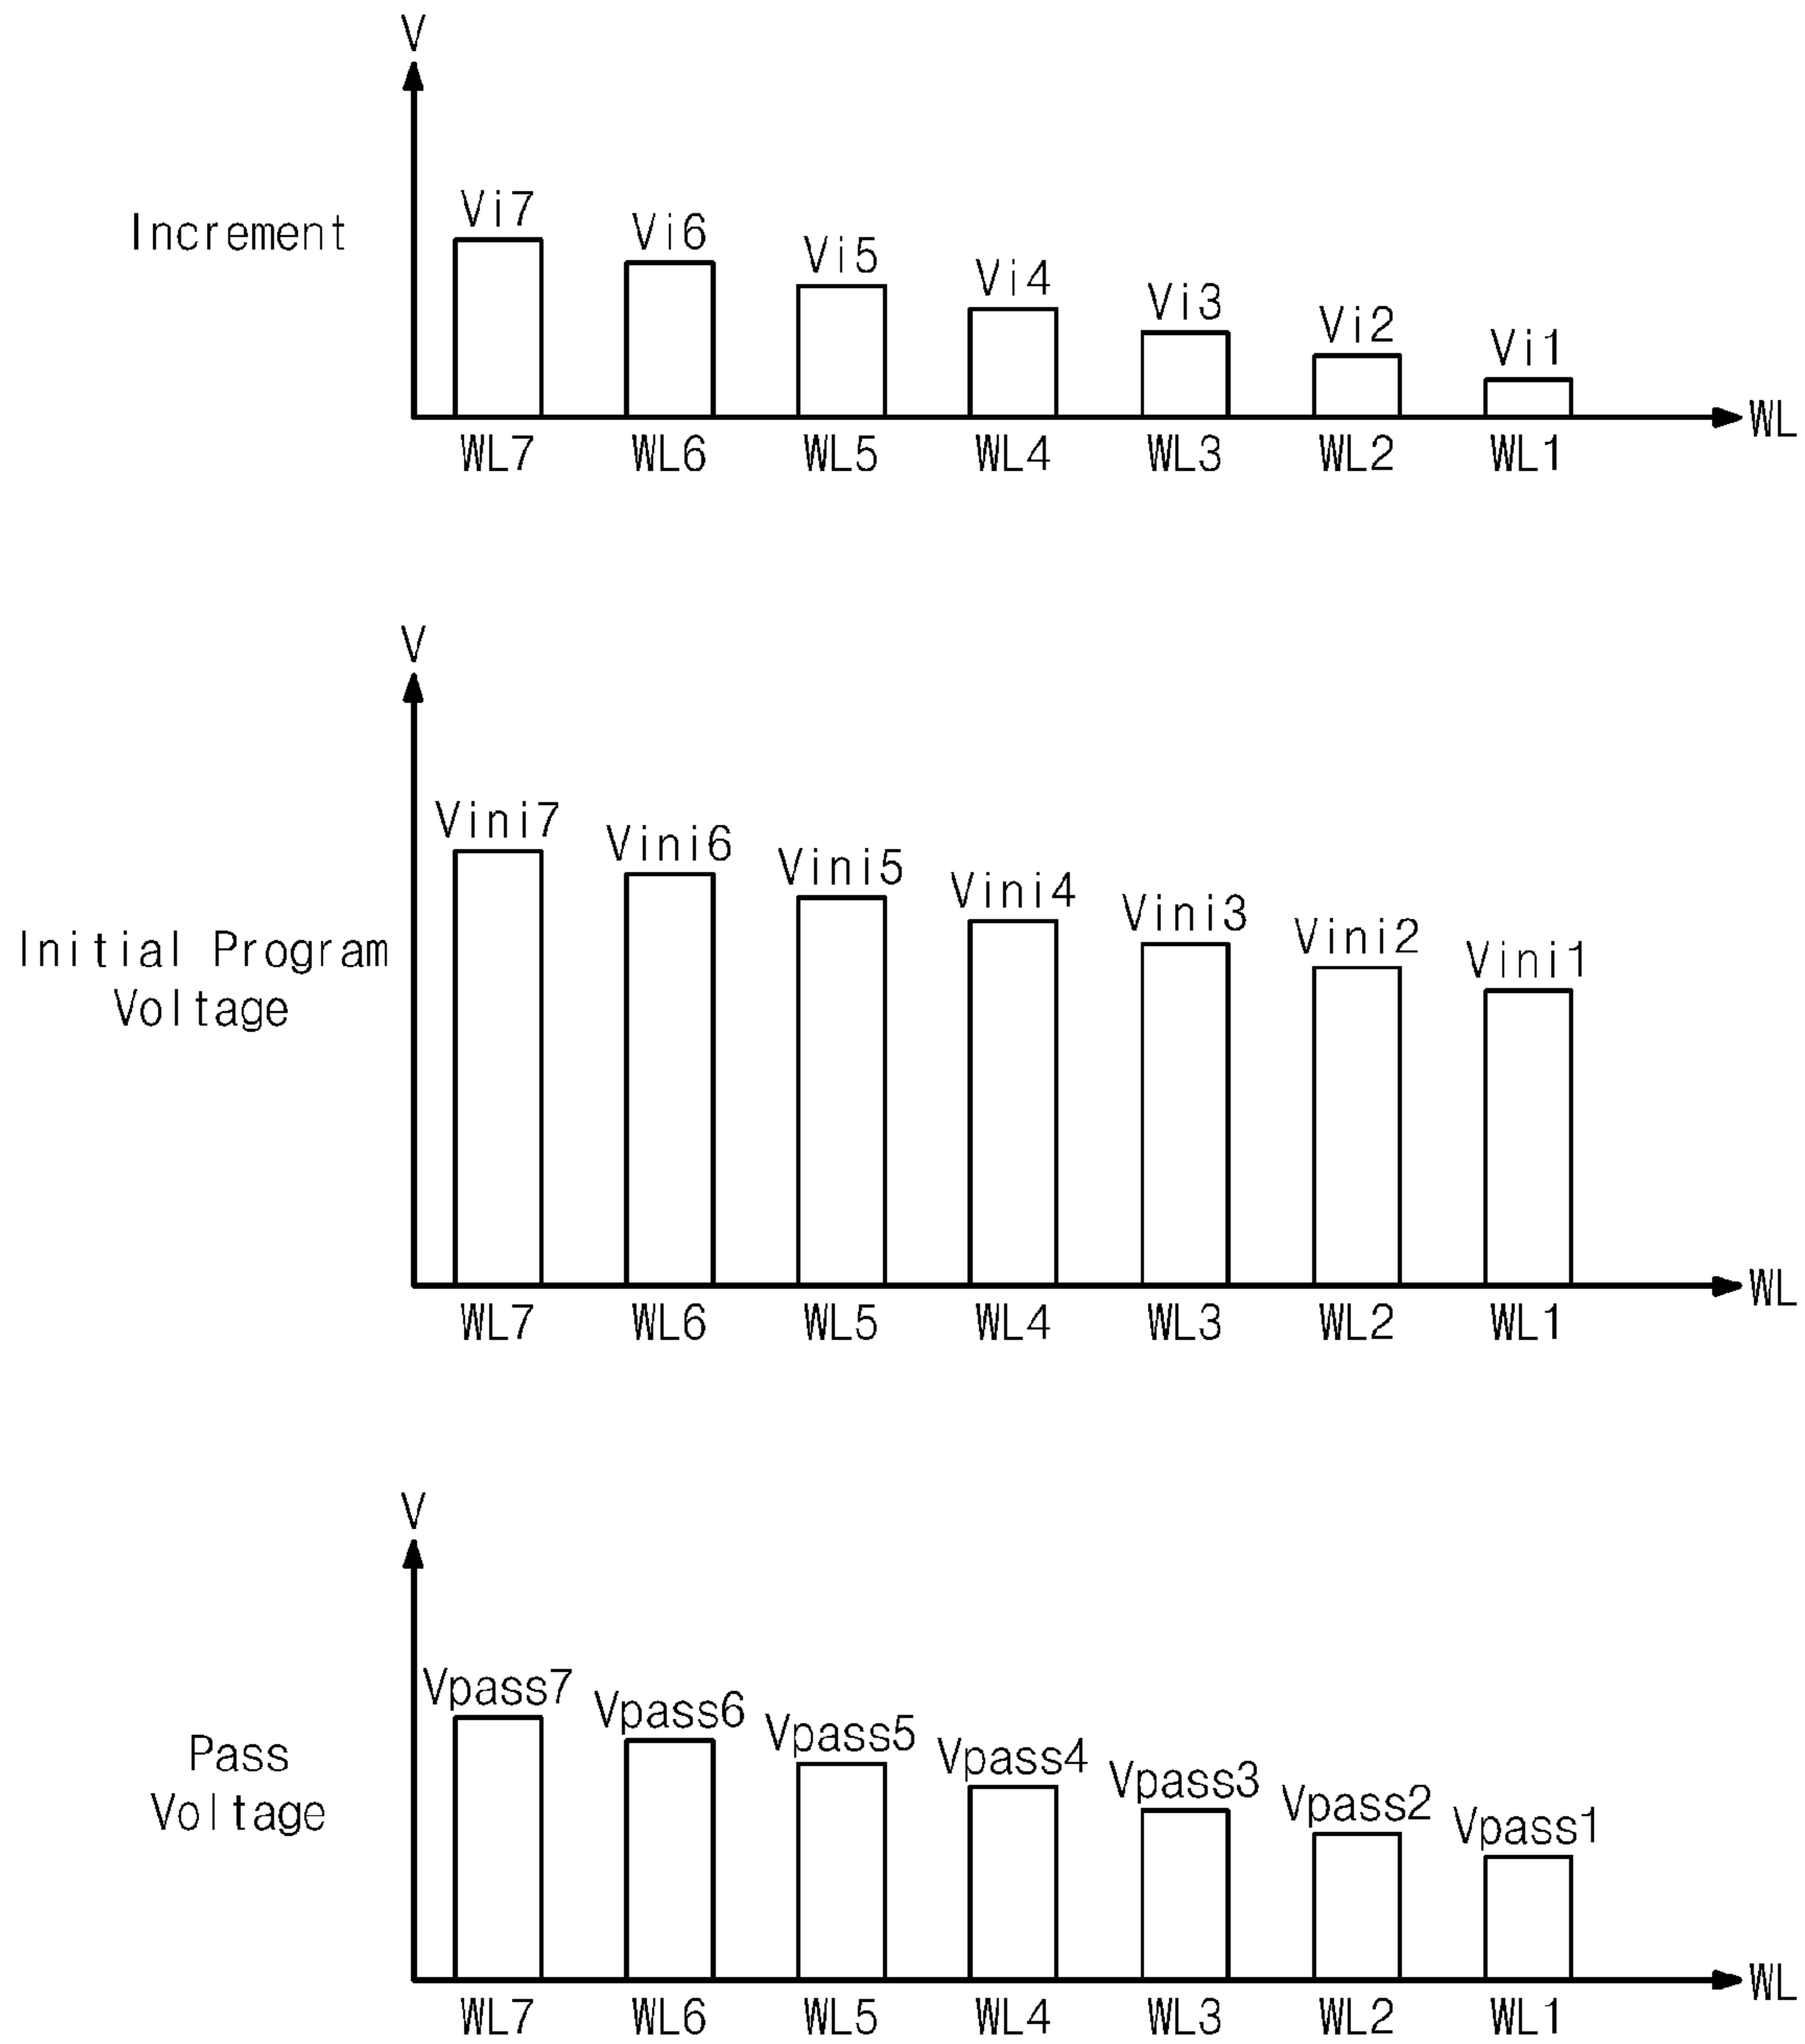 V
Vi7
Vi6
Vi5
Vi4
Vi3
Vi2
Vi1
Increment
WL
WL7 WL6 WL5 WL4 WL3 WL2 WL1
V
Vini7
Vini6
Vini5
Vini4
Vini3
Vini2
Vini1
Initial Program
Voltage
WL
WL7 WL6 WL5 WL4 WL3 WL2 WL1
V
Vpass7
Vpass6
Vpass5
Vpass4
Vpass3
Vpass2
Vpass1
Pass
Voltage
WL
WL7 WL6 WL5 WL4 WL3 WL2 WL1